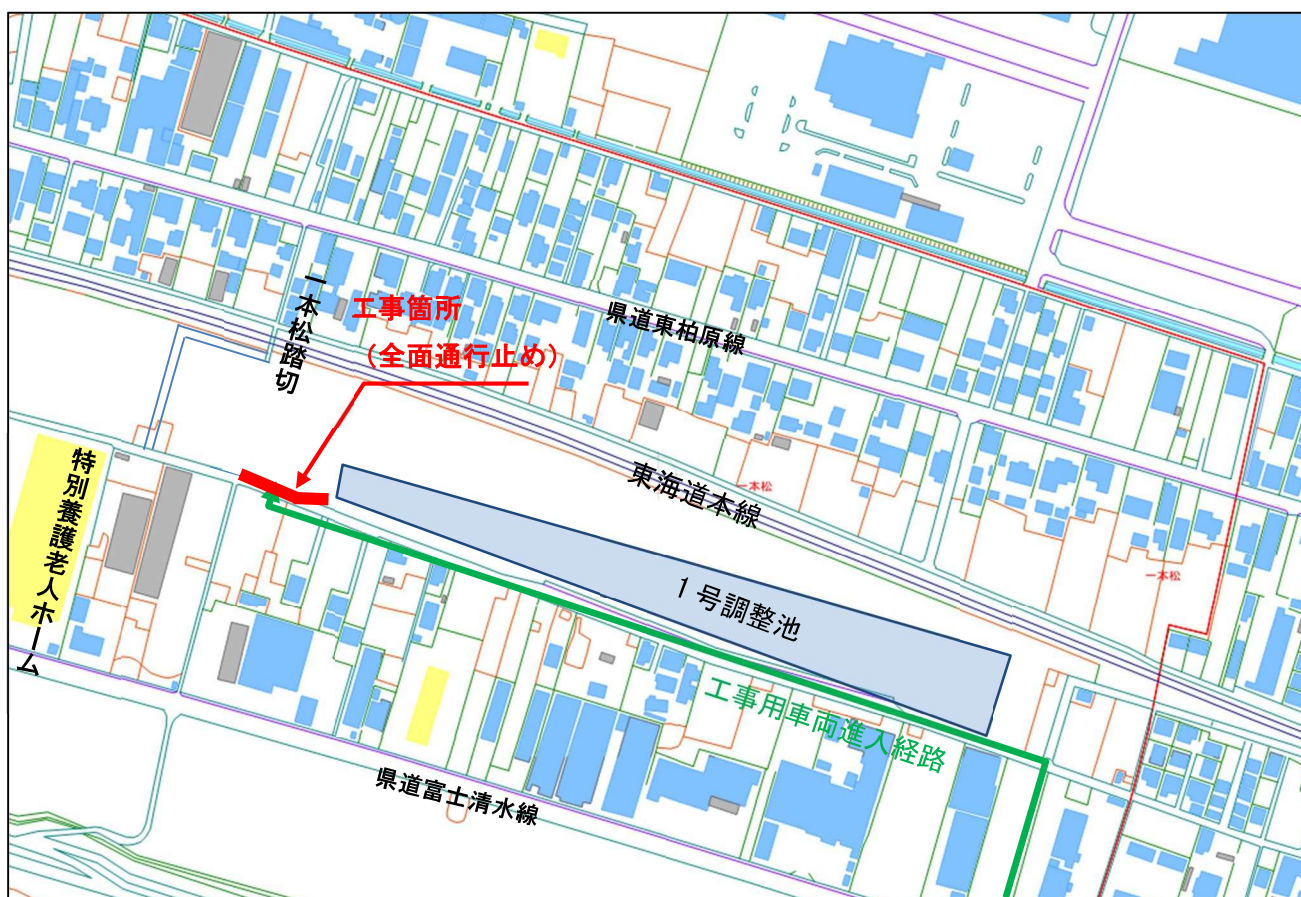 一本松踏切
工事箇所
（全面通行止め）
県道東柏原線
東海道本線
一本松
一本松
特別養護老人ホーム
1号調整池
工事用車両進入経路
県道富士清水線